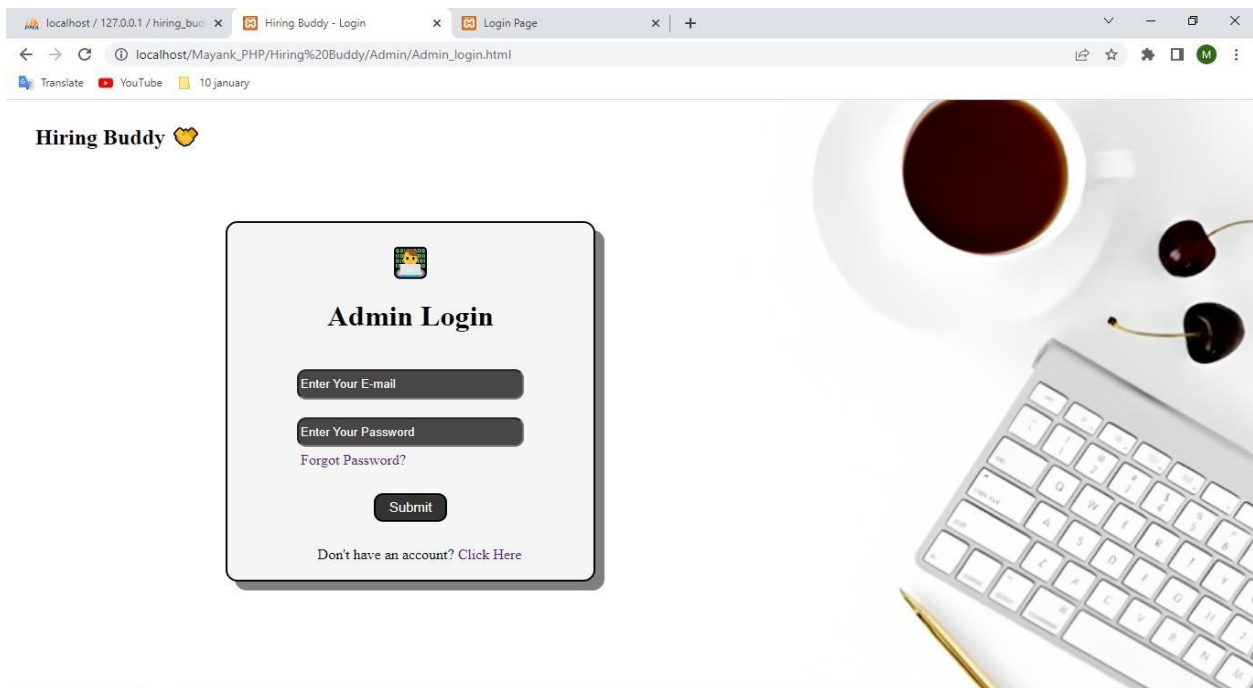 localhost / 127.0.0.1 / hiring_bud
Hiring Buddy - Login
Login Page
localhost/Mayank_PHP/Hiring%20Buddy/Admin/Admin_login.html
M
Translate
YouTube
10 january
Hiring Buddy
Admin Login
Enter Your E-mail
Enter Your Password
Forgot Password?
Submit
Don't have an account? Click Here